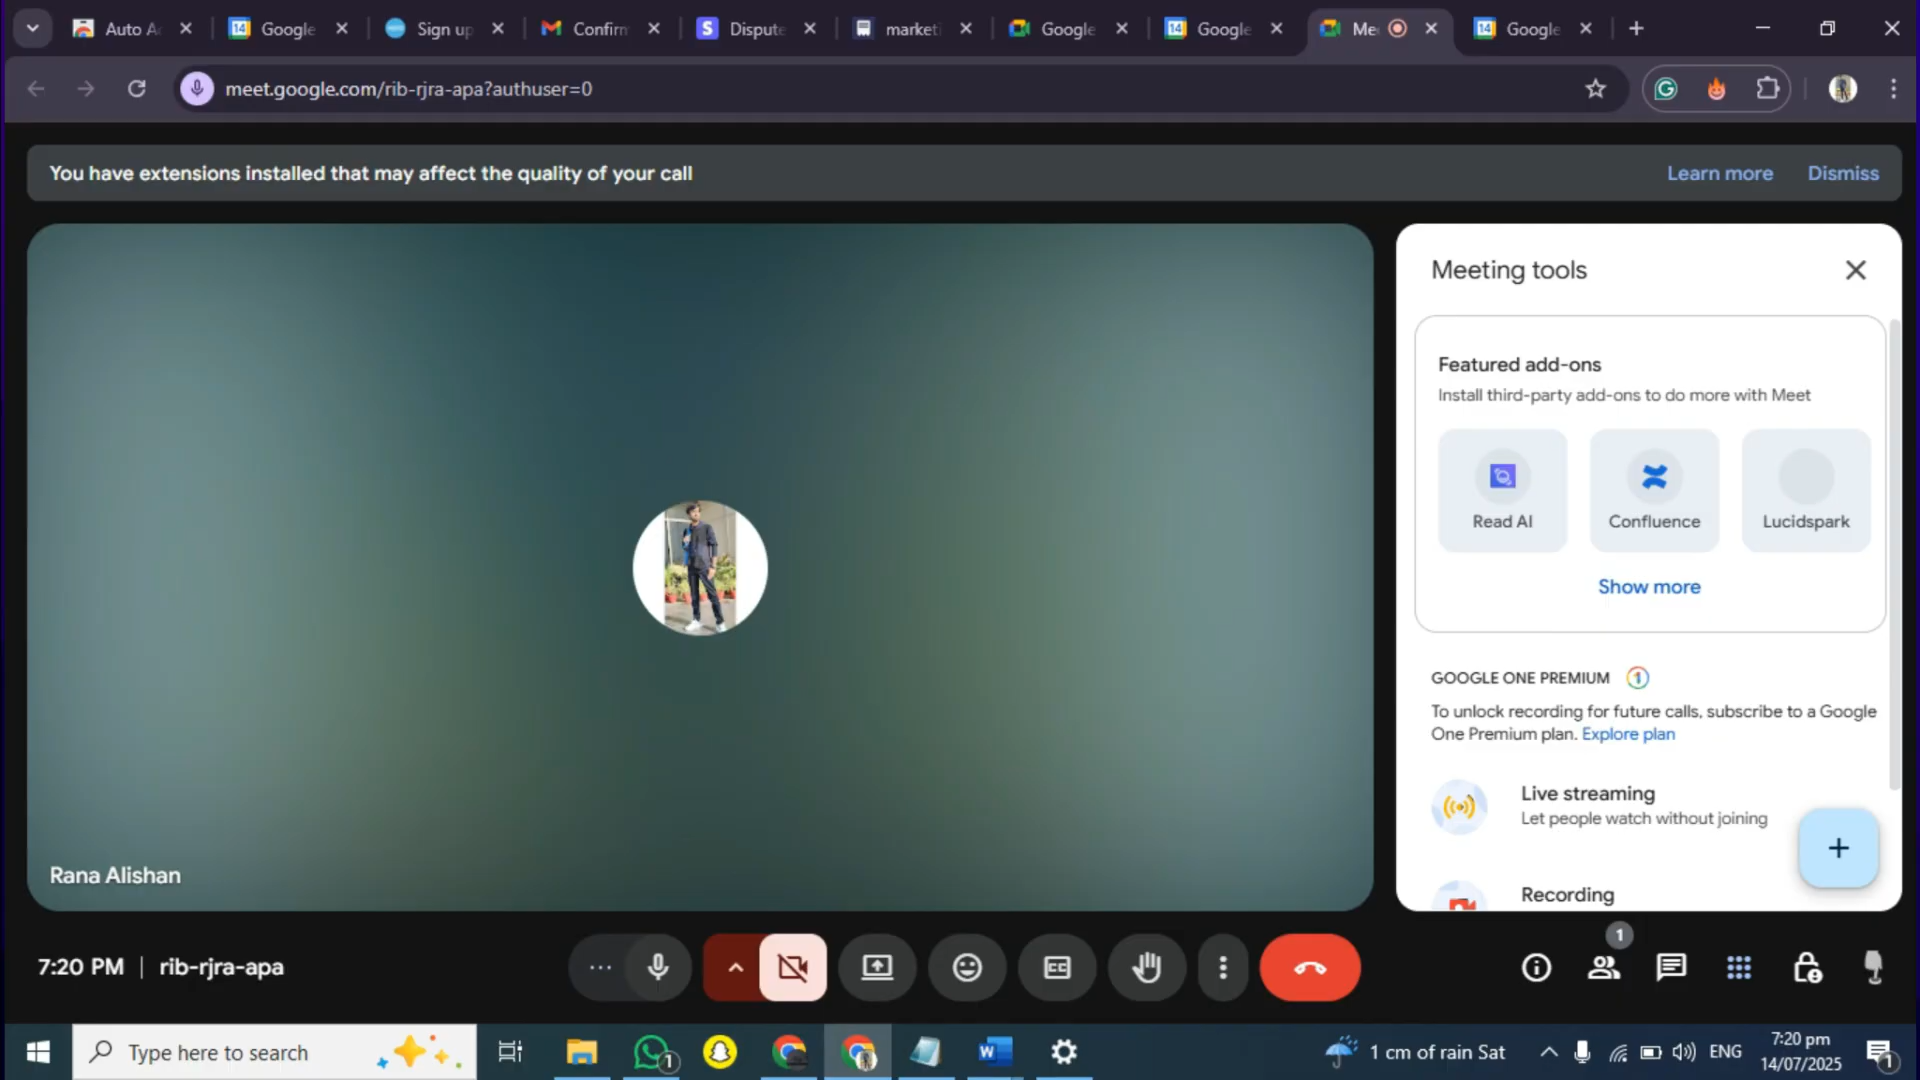 Auto A
Google
Sign up
Confirm
Dispute
marketi
Google
Google
Mee
Google
meet.google.com/rib-rjra-apa?authuser=0
You have extensions installed that may affect the quality of your call
Learn more
Dismiss
Meeting tools
Featured add-ons
Install third-party add-ons to do more with Meet
Read AI
Confluence
Lucidspark
Show more
GOOGLE ONE PREMIUM
To unlock recording for future calls, subscribe to a Google
One Premium plan. Explore plan
Live streaming
Let people watch without joining
Recording
Rana Alishan
7:20 PM | rib-rjra-apa
1
Type here to search
1
1 cm of rain Sat
ENG
7:20 pm
14/07/2025
1